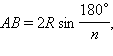 AB = 2R sin 180°/n,